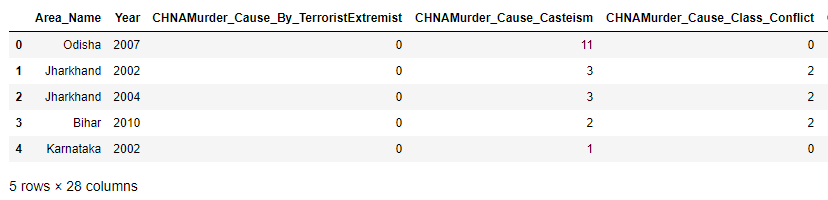 Area_Name Year CHNAMurder_Cause_By_TerroristExtremist CHNAMurder_Cause_Casteism CHNAMurder_Cause_Class_Conflict
0 Odisha 2007 0 11 0
1 Jharkhand 2002 0 3 2
2 Jharkhand 2004 0 3 2
3 Bihar 2010 0 2 2
4 Karnataka 2002 0 1 0
5 rows × 28 columns